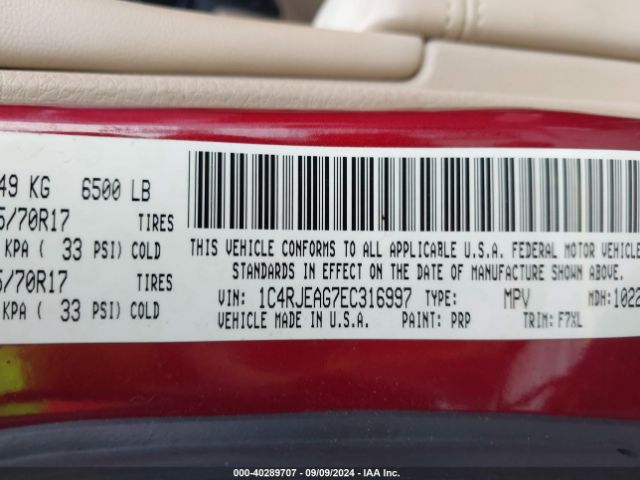 49 KG 6500 LB
5/70R17 TIRES
KPA ( 33 PSI) COLD
5/70R17 TIRES
KPA ( 33 PSI) COLD
THIS VEHICLE CONFORMS TO ALL APPLICABLE U.S.A. FEDERAL MOTOR VEHICLE
STANDARDS IN EFFECT ON THE DATE OF MANUFACTURE SHOWN ABOVE.
VIN: 1C4RJEAG7EC316997 TYPE: MPV MDH: 1022
VEHICLE MADE IN U.S.A. PAINT: PRP TRIM: F7XL
000-40289707 - 09/09/2024 - IAA Inc.